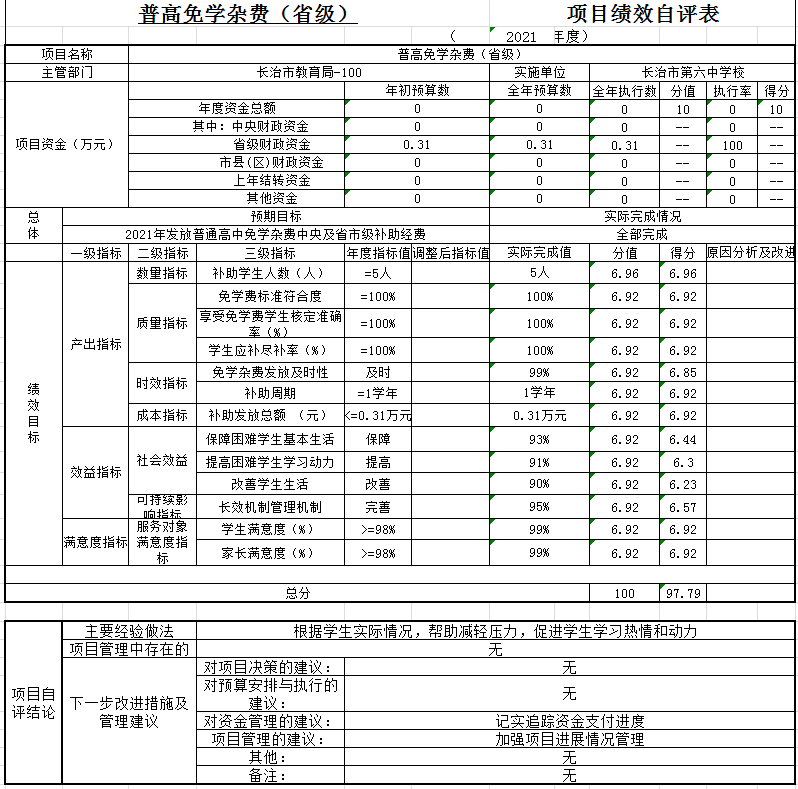 普高免学杂费（省级） 项目绩效自评表
（ 2021 年度）
项目名称 普高免学杂费（省级）
主管部门 长治市教育局-100 实施单位 长治市第六中学校
项目资金（万元） 年初预算数 全年预算数 全年执行数 分值 执行率 得分
年度资金总额 0 0 0 10 0 10
其中：中央财政资金 0 0 0 -- 0 --
省级财政资金 0.31 0.31 0.31 -- 100 --
市县(区)财政资金 0 0 0 -- 0 --
上年结转资金 0 0 0 -- 0 --
其他资金 0 0 0 -- 0 --
总体 预期目标 实际完成情况
2021年发放普通高中免学杂费中央及省市级补助经费 全部完成
绩效目标 一级指标 二级指标 三级指标 年度指标值 调整后指标值 实际完成值 分值 得分 原因分析及改进
产出指标 数量指标 补助学生人数（人） =5人 5人 6.96 6.96
质量指标 免学费标准符合度 =100% 100% 6.92 6.92
享受免学费学生核定准确率（%） =100% 100% 6.92 6.92
学生应补尽补率（%） =100% 100% 6.92 6.92
时效指标 免学杂费发放及时性 及时 99% 6.92 6.85
补助周期 =1学年 1学年 6.92 6.92
成本指标 补助发放总额 （元） <=0.31万元 0.31万元 6.92 6.92
效益指标 社会效益 保障困难学生基本生活 保障 93% 6.92 6.44
提高困难学生学习动力 提高 91% 6.92 6.3
改善学生生活 改善 90% 6.92 6.23
可持续影响指标 长效机制管理机制 完善 95% 6.92 6.57
满意度指标 服务对象满意度指标 学生满意度（%） >=98% 99% 6.92 6.92
家长满意度（%） >=98% 99% 6.92 6.92
总分 100 97.79
项目自评结论 主要经验做法 根据学生实际情况，帮助减轻压力，促进学生学习热情和动力
项目管理中存在的 无
下一步改进措施及管理建议 对项目决策的建议： 无
对预算安排与执行的建议： 无
对资金管理的建议： 记实追踪资金支付进度
项目管理的建议： 加强项目进展情况管理
其他： 无
备注： 无